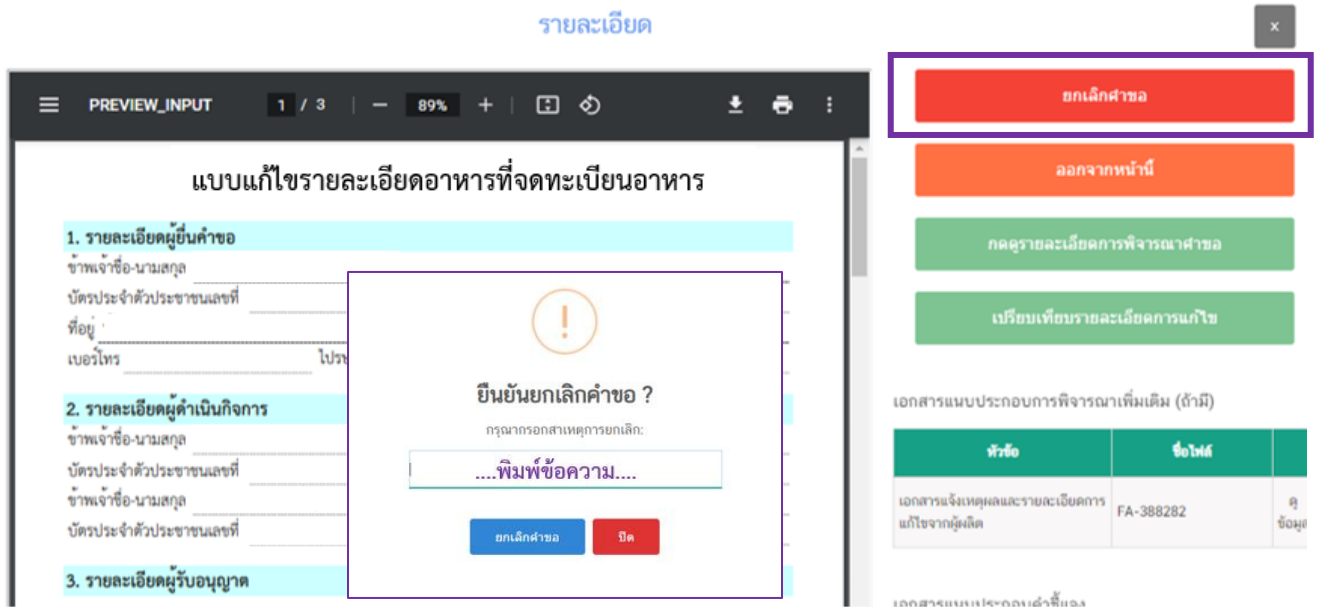 รายละเอียด
x
PREVIEW_INPUT 1 / 3 | — 89% + |
แบบแก้ไขรายละเอียดอาหารที่จดทะเบียนอาหาร
1. รายละเอียดผู้ยื่นคำขอ
ข้าพเจ้าชื่อ-นามสกุล
บัตรประจำตัวประชาชนเลขที่
ที่อยู่
เบอร์โทร
2. รายละเอียดผู้ดำเนินกิจการ
ข้าพเจ้าชื่อ-นามสกุล
บัตรประจำตัวประชาชนเลขที่
ข้าพเจ้าชื่อ-นามสกุล
บัตรประจำตัวประชาชนเลขที่
3. รายละเอียดผู้รับอนุญาต
!
ยืนยันยกเลิกคำขอ ?
กรุณากรอกสาเหตุการยกเลิก:
....พิมพ์ข้อความ....
ยกเลิกคำขอ ปิด
ยกเลิกคำขอ
ออกจากหน้านี้
กดดูรายละเอียดการพิจารณาคำขอ
เปรียบเทียบรายละเอียดการแก้ไข
เอกสารแนบประกอบการพิจารณาเพิ่มเติม (ถ้ามี)
หัวข้อ ชื่อไฟล์
เอกสารแจ้งเหตุผลและรายละเอียดการ
แก้ไขจากผู้ผลิต
FA-388282
ดู
เอกสารแนบประกอบคำชี้แจง